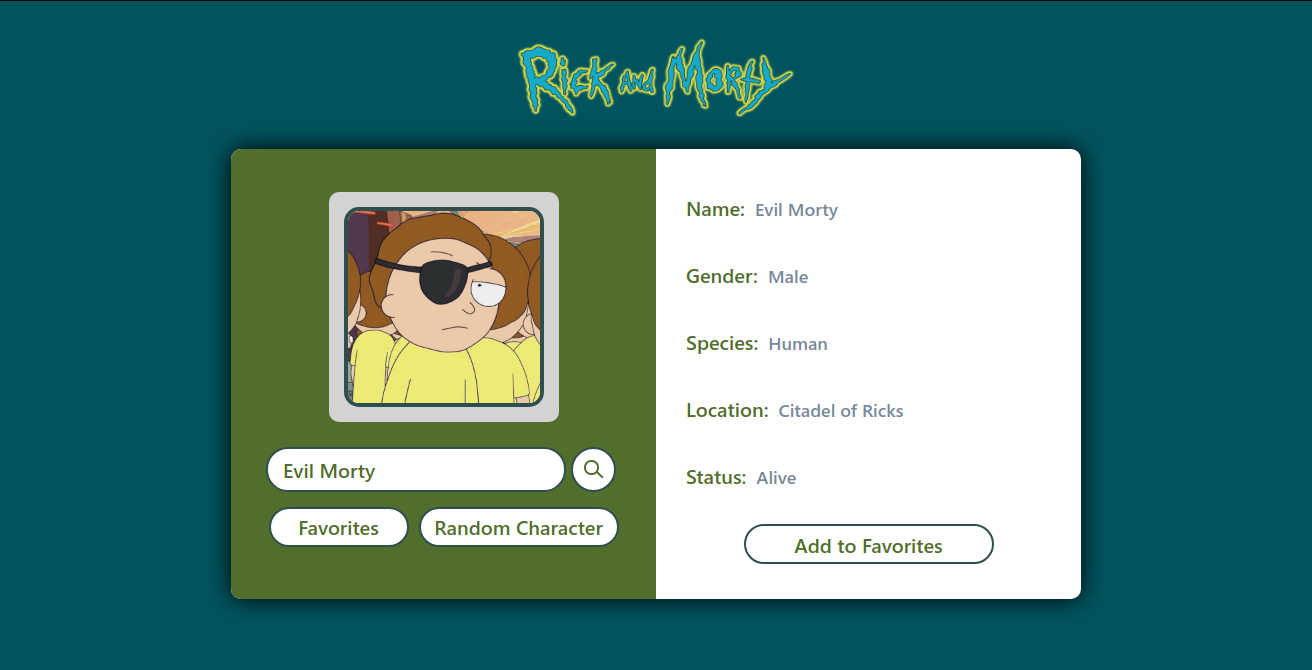 Rick and Morty
Evil Morty
Favorites
Random Character
Name: Evil Morty
Gender: Male
Species: Human
Location: Citadel of Ricks
Status: Alive
Add to Favorites